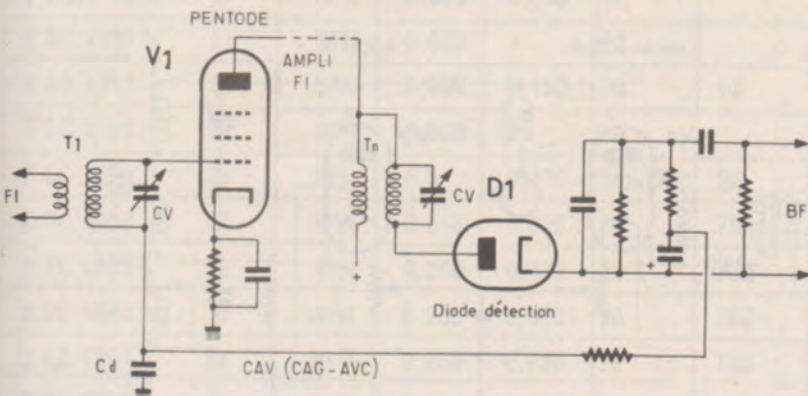 PENTODE
V1
AMPLI
FI
T1
Tn
FI
CV
CV
D1
BF
+
+
Diode détection
Cd
CAV (CAG-AVC)